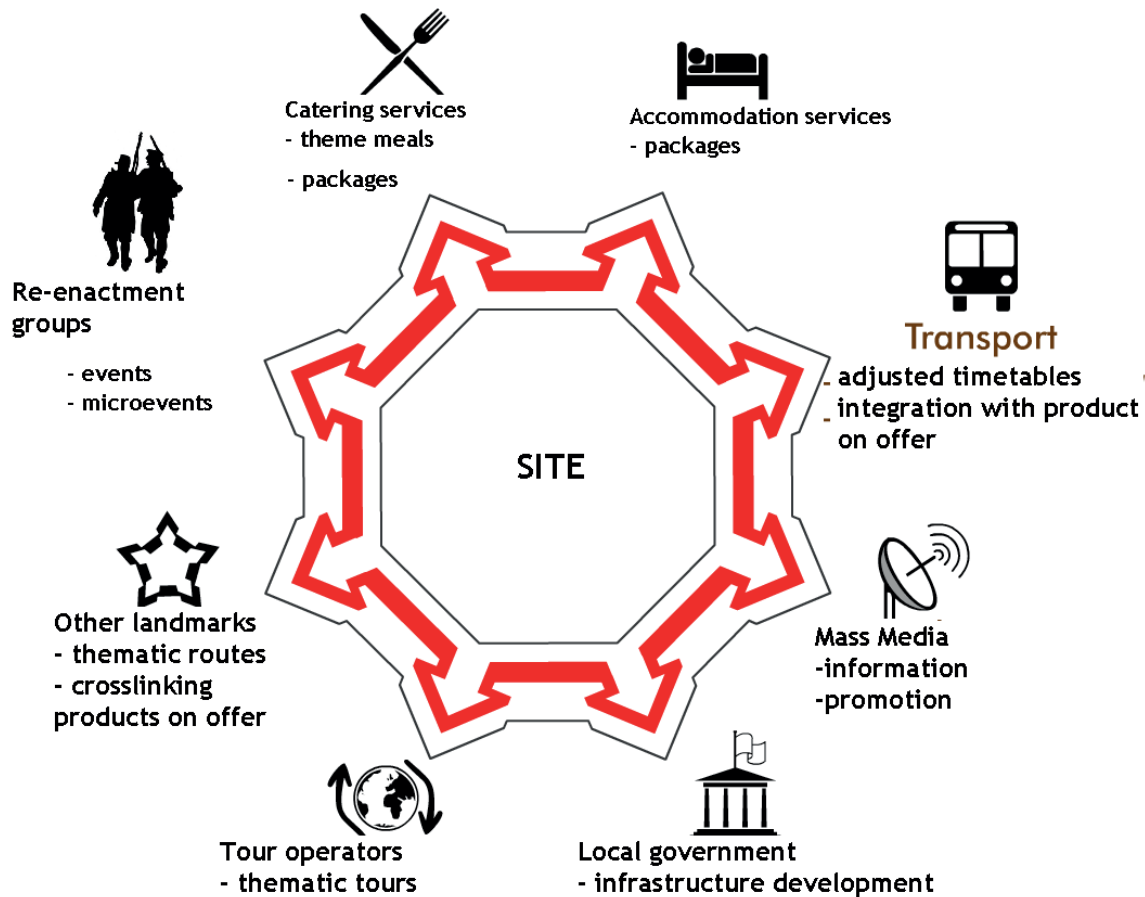 Catering services
- theme meals
- packages
Accommodation services
- packages
Re-enactment
groups
- events
- microevents
Transport
- adjusted timetables
- integration with product
on offer
SITE
Other landmarks
- thematic routes
- crosslinking
products on offer
Mass Media
-information
-promotion
Tour operators
- thematic tours
Local government
- infrastructure development